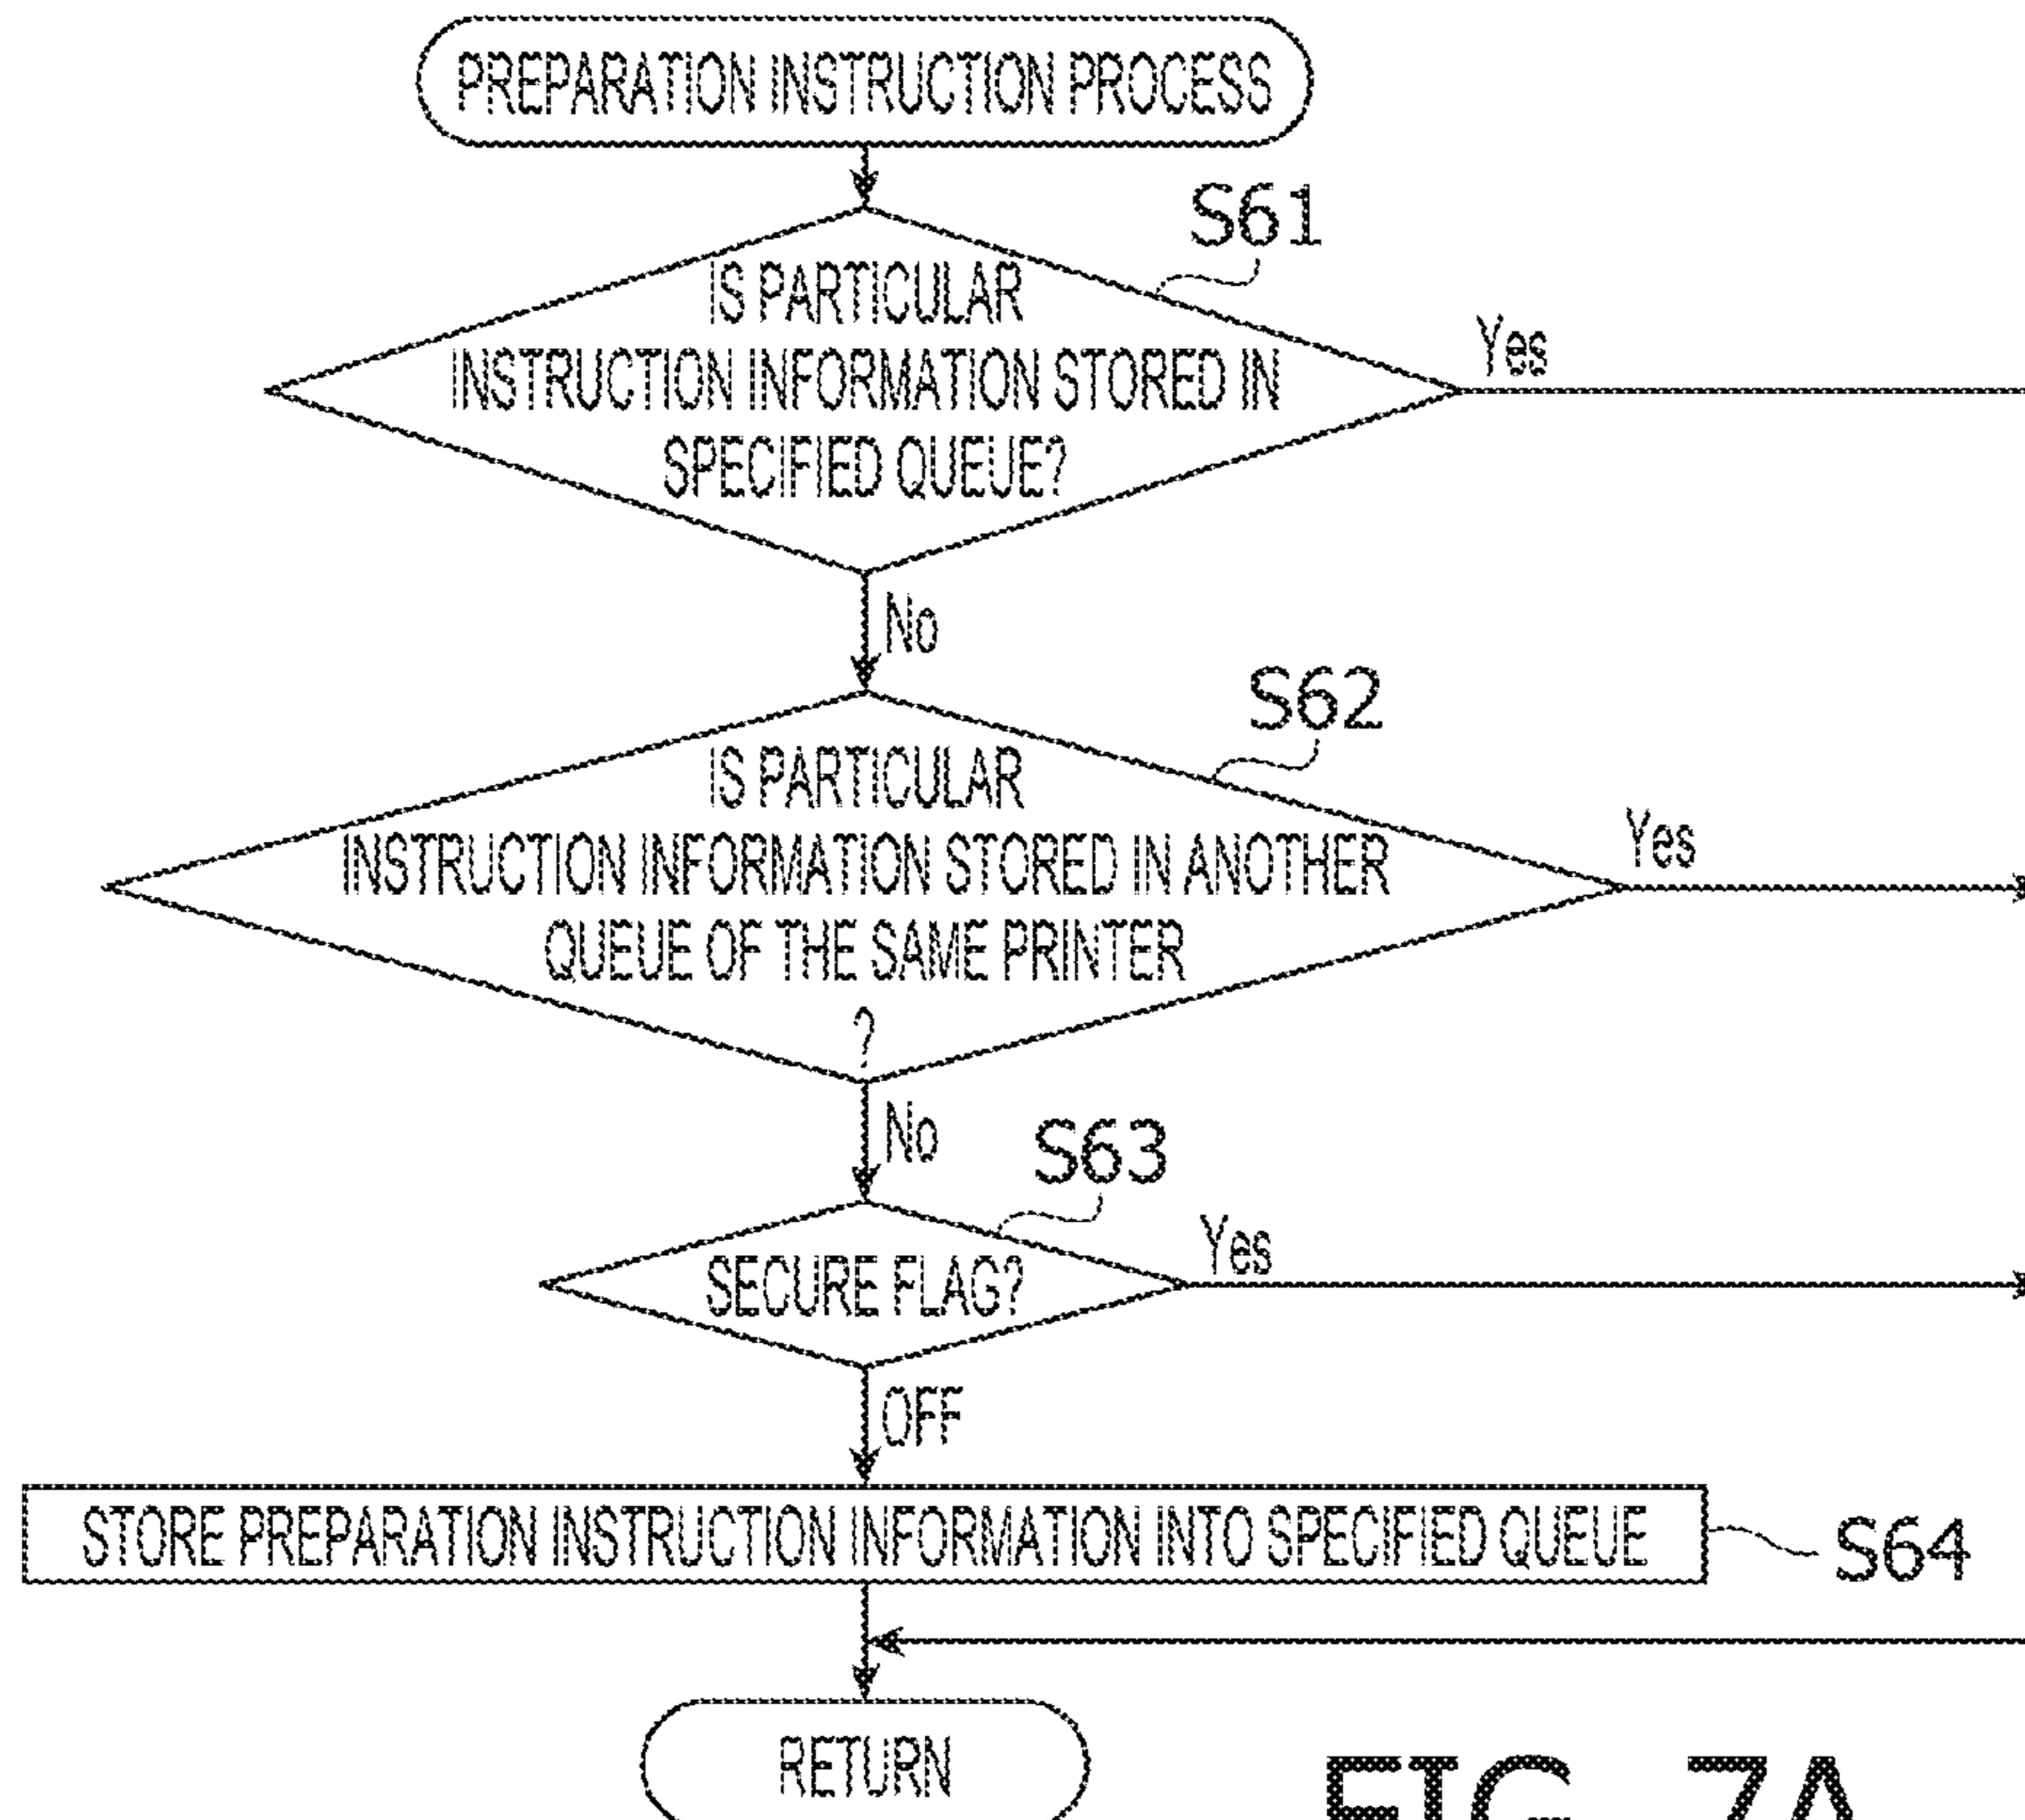 PREPARATION INSTRUCTION PROCESS
S61
IS PARTICULAR
INSTRUCTION INFORMATION STORED IN
SPECIFIED QUEUE?
Yes
No
S62
IS PARTICULAR
INSTRUCTION INFORMATION STORED IN ANOTHER
QUEUE OF THE SAME PRINTER
?
Yes
No
S63
SECURE FLAG?
Yes
OFF
STORE PREPARATION INSTRUCTION INFORMATION INTO SPECIFIED QUEUE
S64
RETURN
FIG. 7A